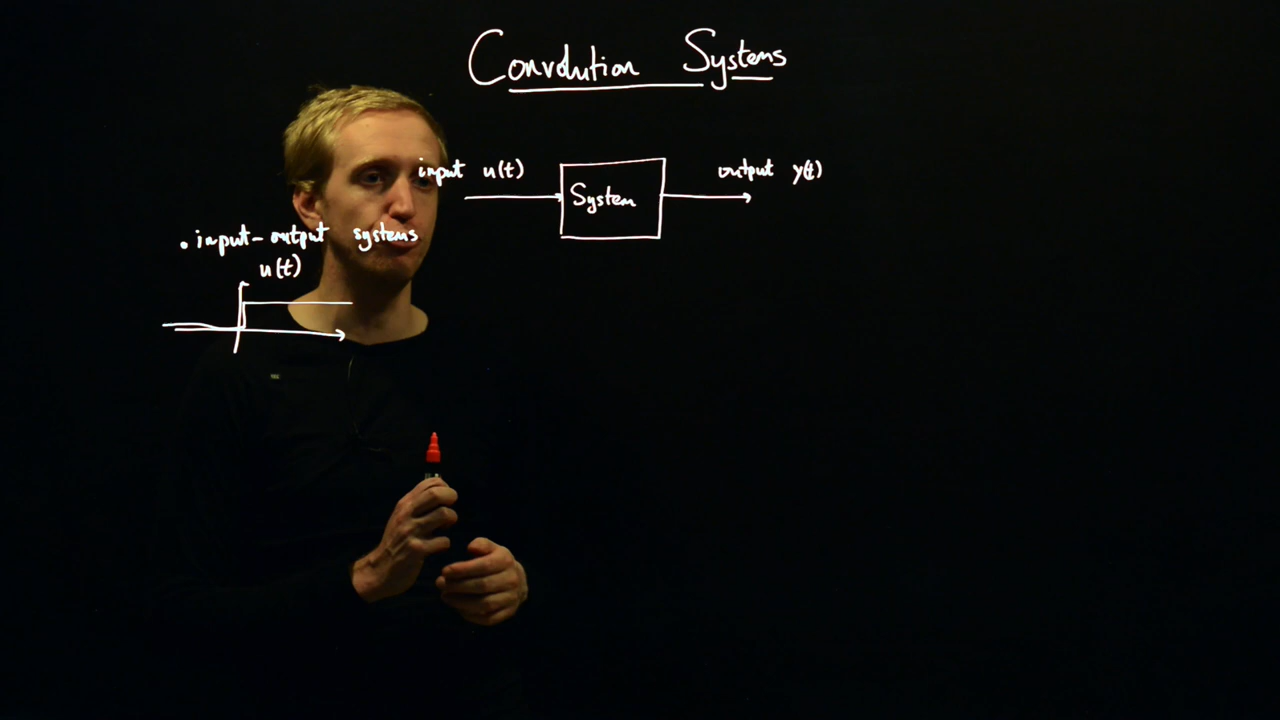 Convolution Systems
input u(t)
System
output y(t)
• input-output systems
u(t)